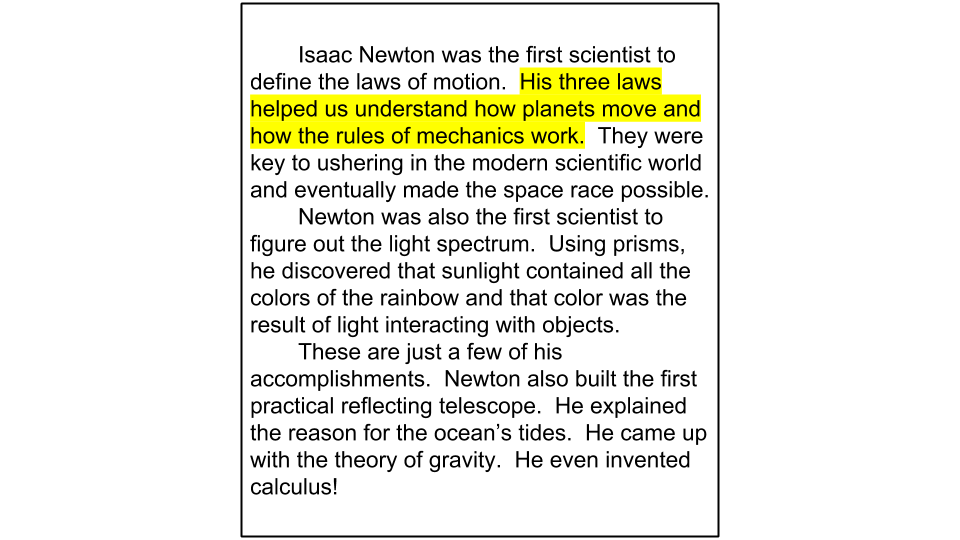 Isaac Newton was the first scientist to
define the laws of motion.  His three laws
helped us understand how planets move and
how the rules of mechanics work.  They were
key to ushering in the modern scientific world
and eventually made the space race possible.
Newton was also the first scientist to
figure out the light spectrum.  Using prisms,
he discovered that sunlight contained all the
colors of the rainbow and that color was the
result of light interacting with objects.
These are just a few of his
accomplishments.  Newton also built the first
practical reflecting telescope.  He explained
the reason for the ocean’s tides.  He came up
with the theory of gravity.  He even invented
calculus!